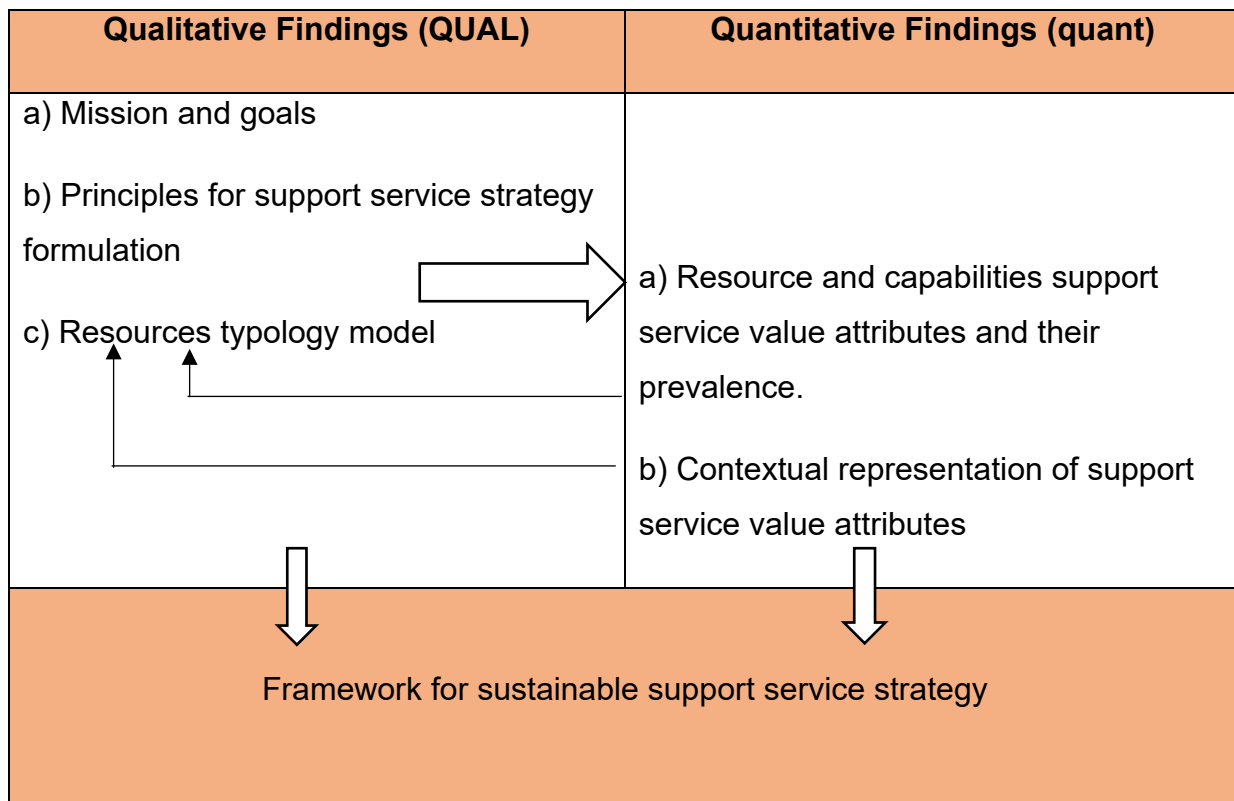 Qualitative Findings (QUAL)
Quantitative Findings (quant)
a) Mission and goals
b) Principles for support service strategy
formulation
c) Resources typology model
a) Resource and capabilities support
service value attributes and their
prevalence.
b) Contextual representation of support
service value attributes
Framework for sustainable support service strategy